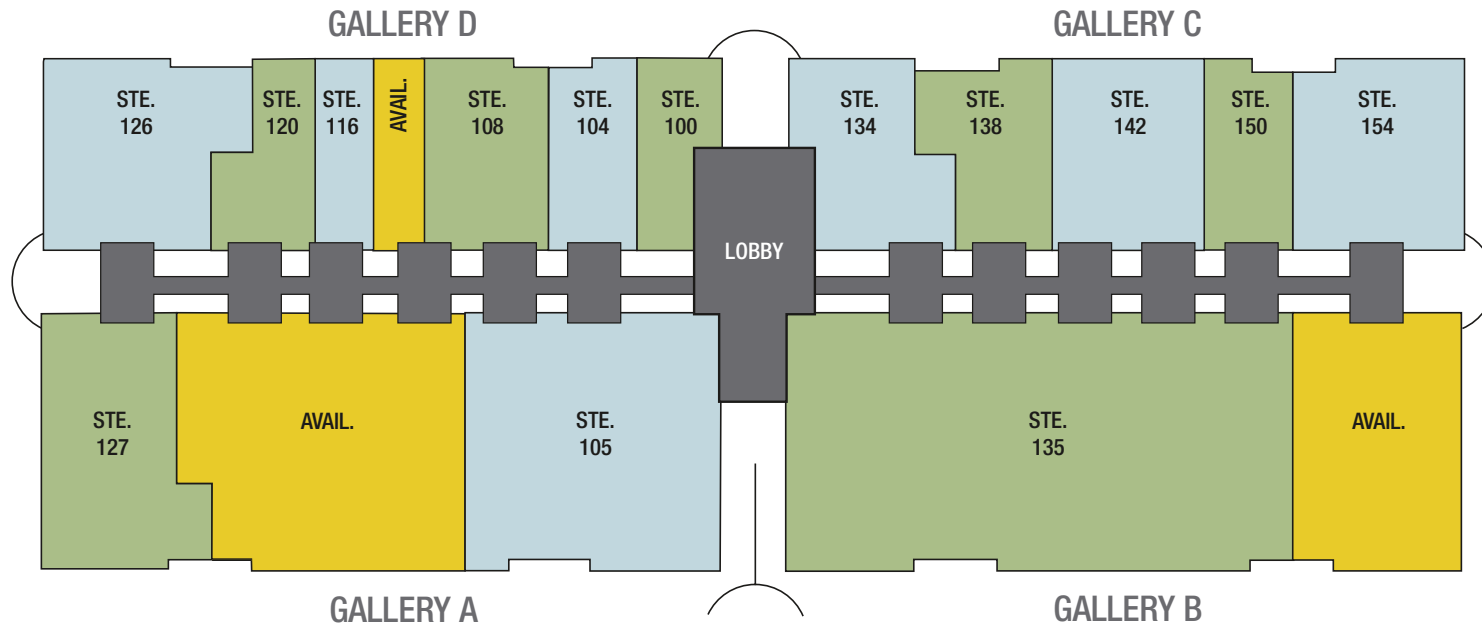 GALLERY D
GALLERY C
STE.
126
STE.
120
STE.
116
AVAIL.
STE.
108
STE.
104
STE.
100
STE.
134
STE.
138
STE.
142
STE.
150
STE.
154
LOBBY
STE.
127
AVAIL.
STE.
105
STE.
135
AVAIL.
GALLERY A
GALLERY B